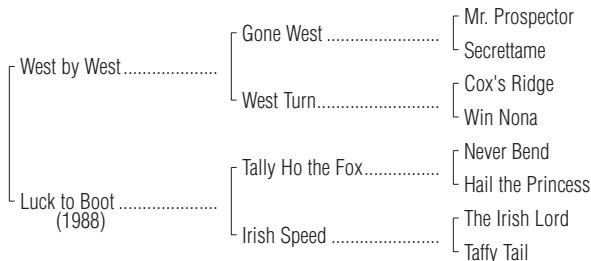 Mr. Prospector
Gone West ........................
Secrettame
West by West....................
Cox's Ridge
West Turn..........................
Win Nona
Never Bend
Tally Ho the Fox................
Hail the Princess
Luck to Boot .....................
(1988)
The Irish Lord
Irish Speed .......................
Taffy Tail